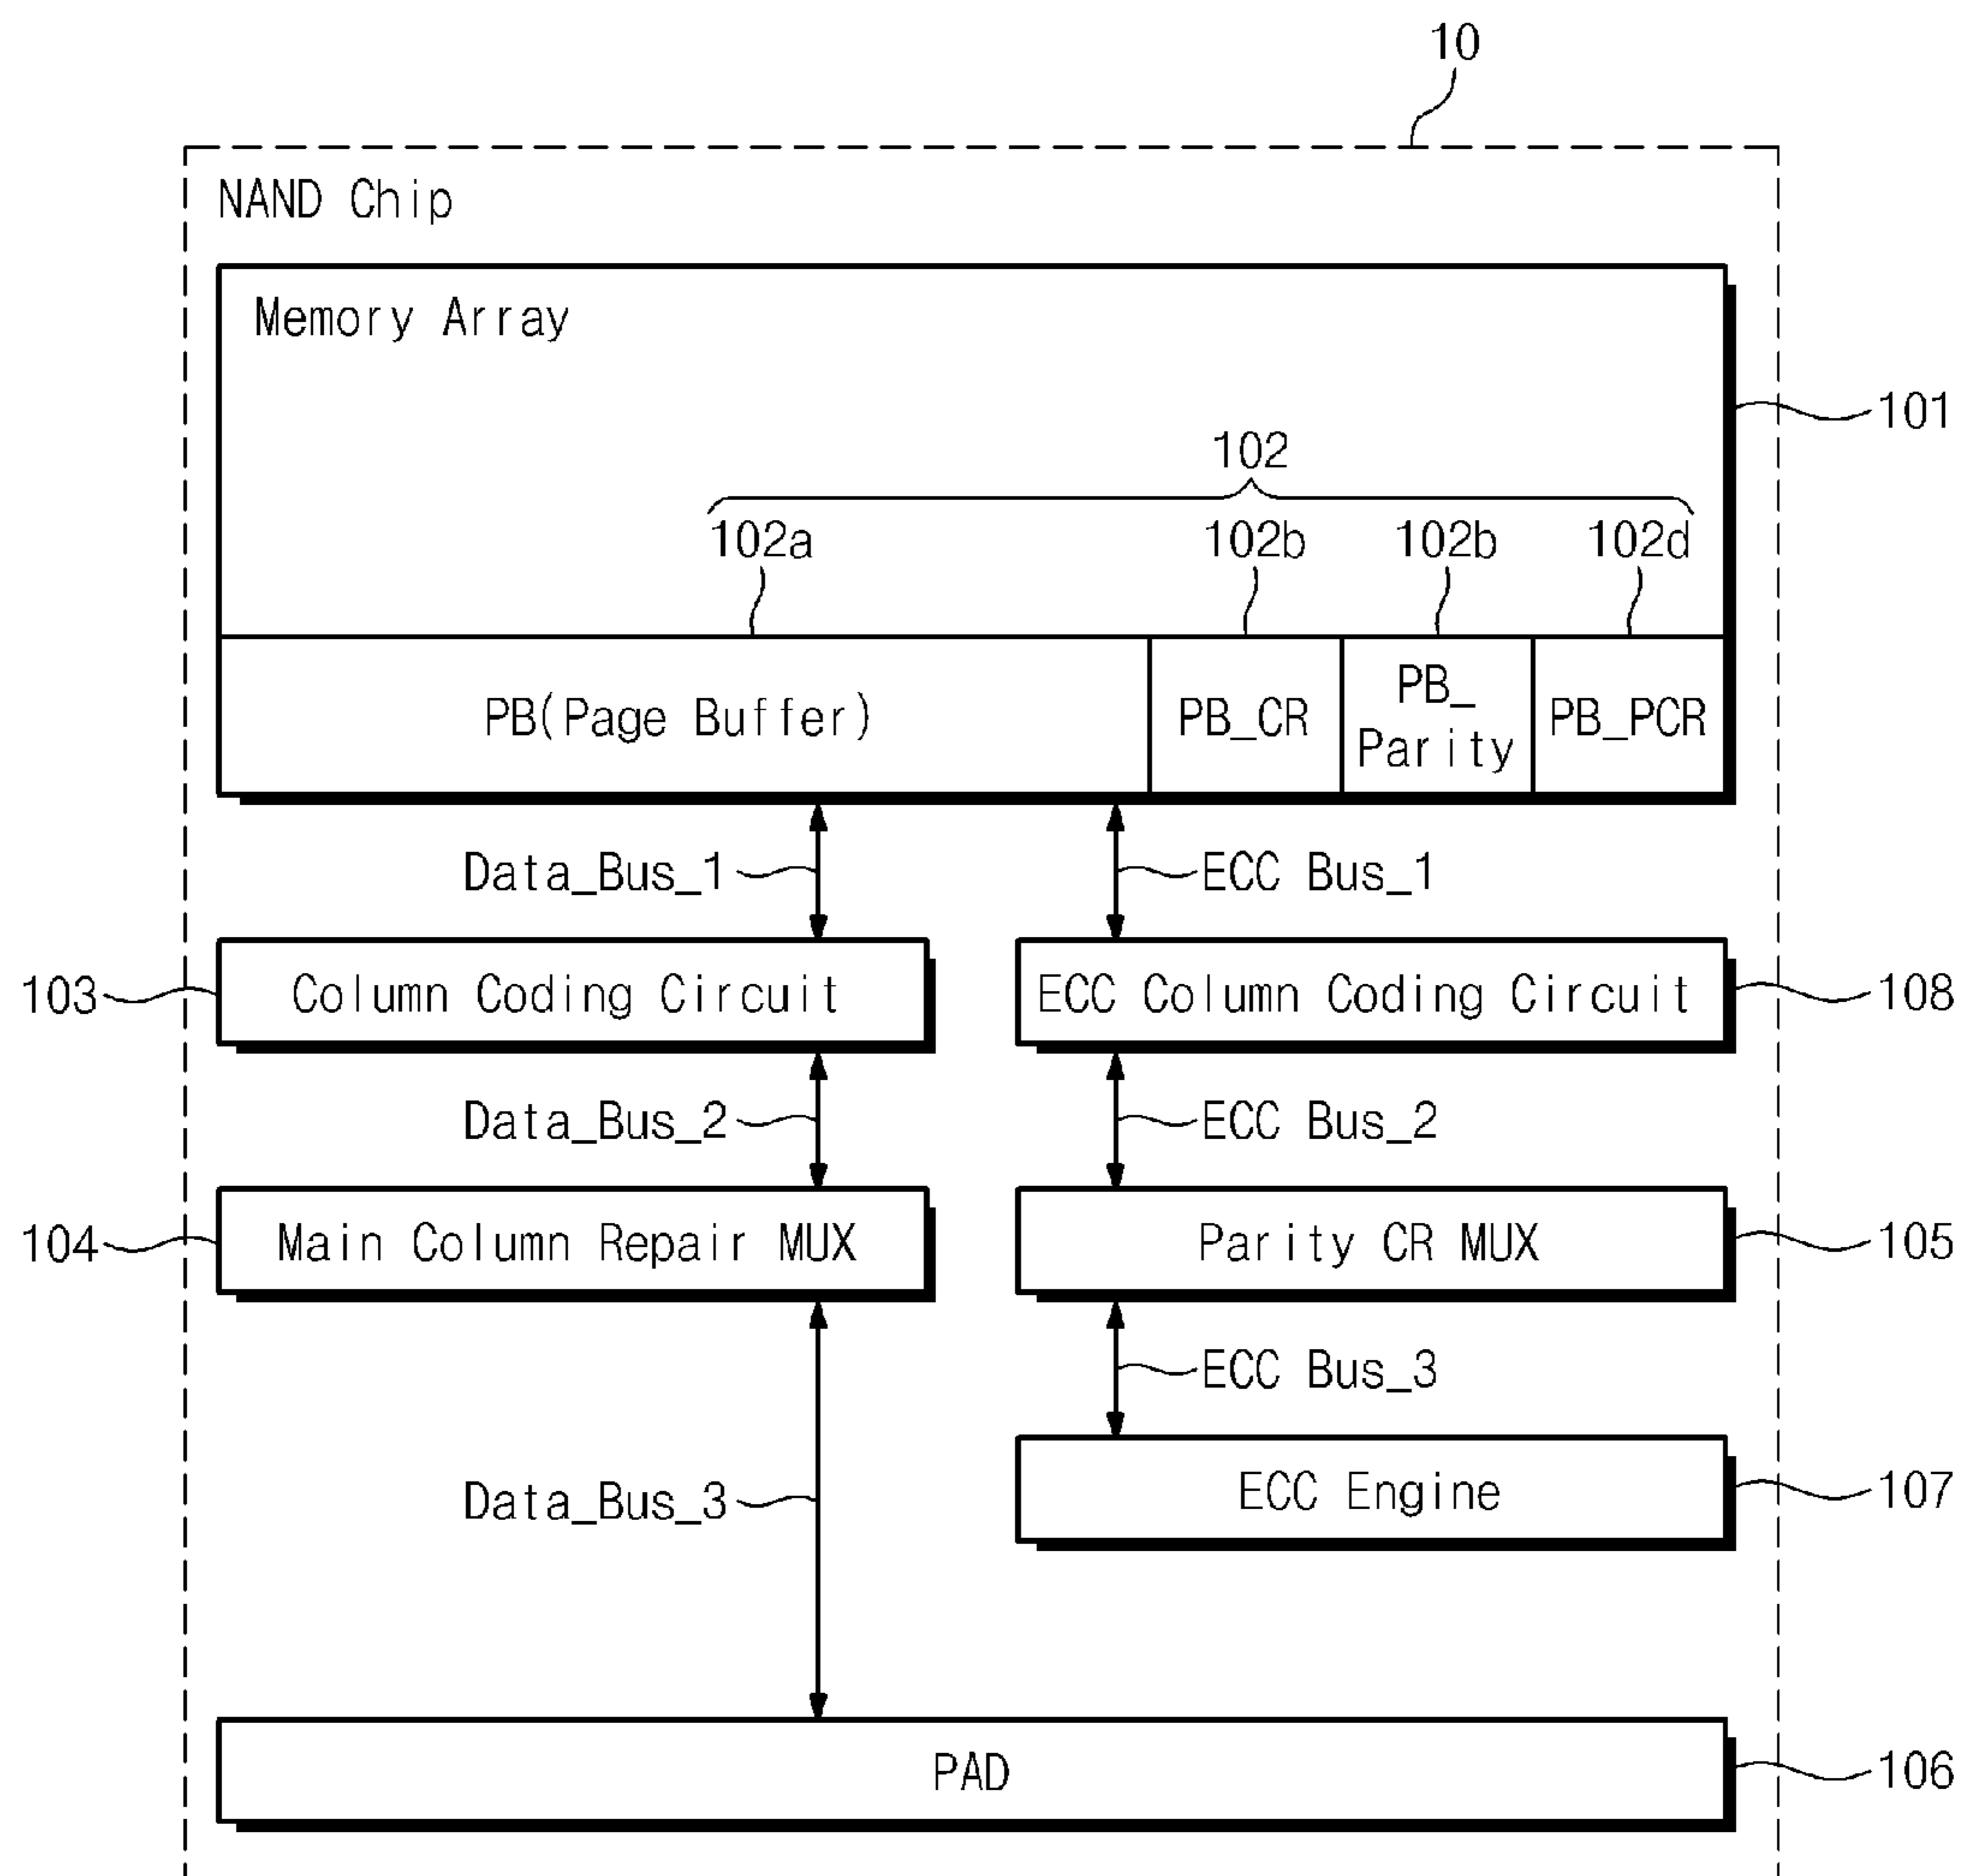 10
NAND Chip
Memory Array
101
102
102a 102b 102b 102d
PB(Page Buffer) PB_CR PB_ Parity PB_PCR
Data_Bus_1 ECC Bus_1
103 Column Coding Circuit ECC Column Coding Circuit 108
Data_Bus_2 ECC Bus_2
104 Main Column Repair MUX Parity CR MUX 105
ECC Bus_3
Data_Bus_3 ECC Engine 107
PAD 106